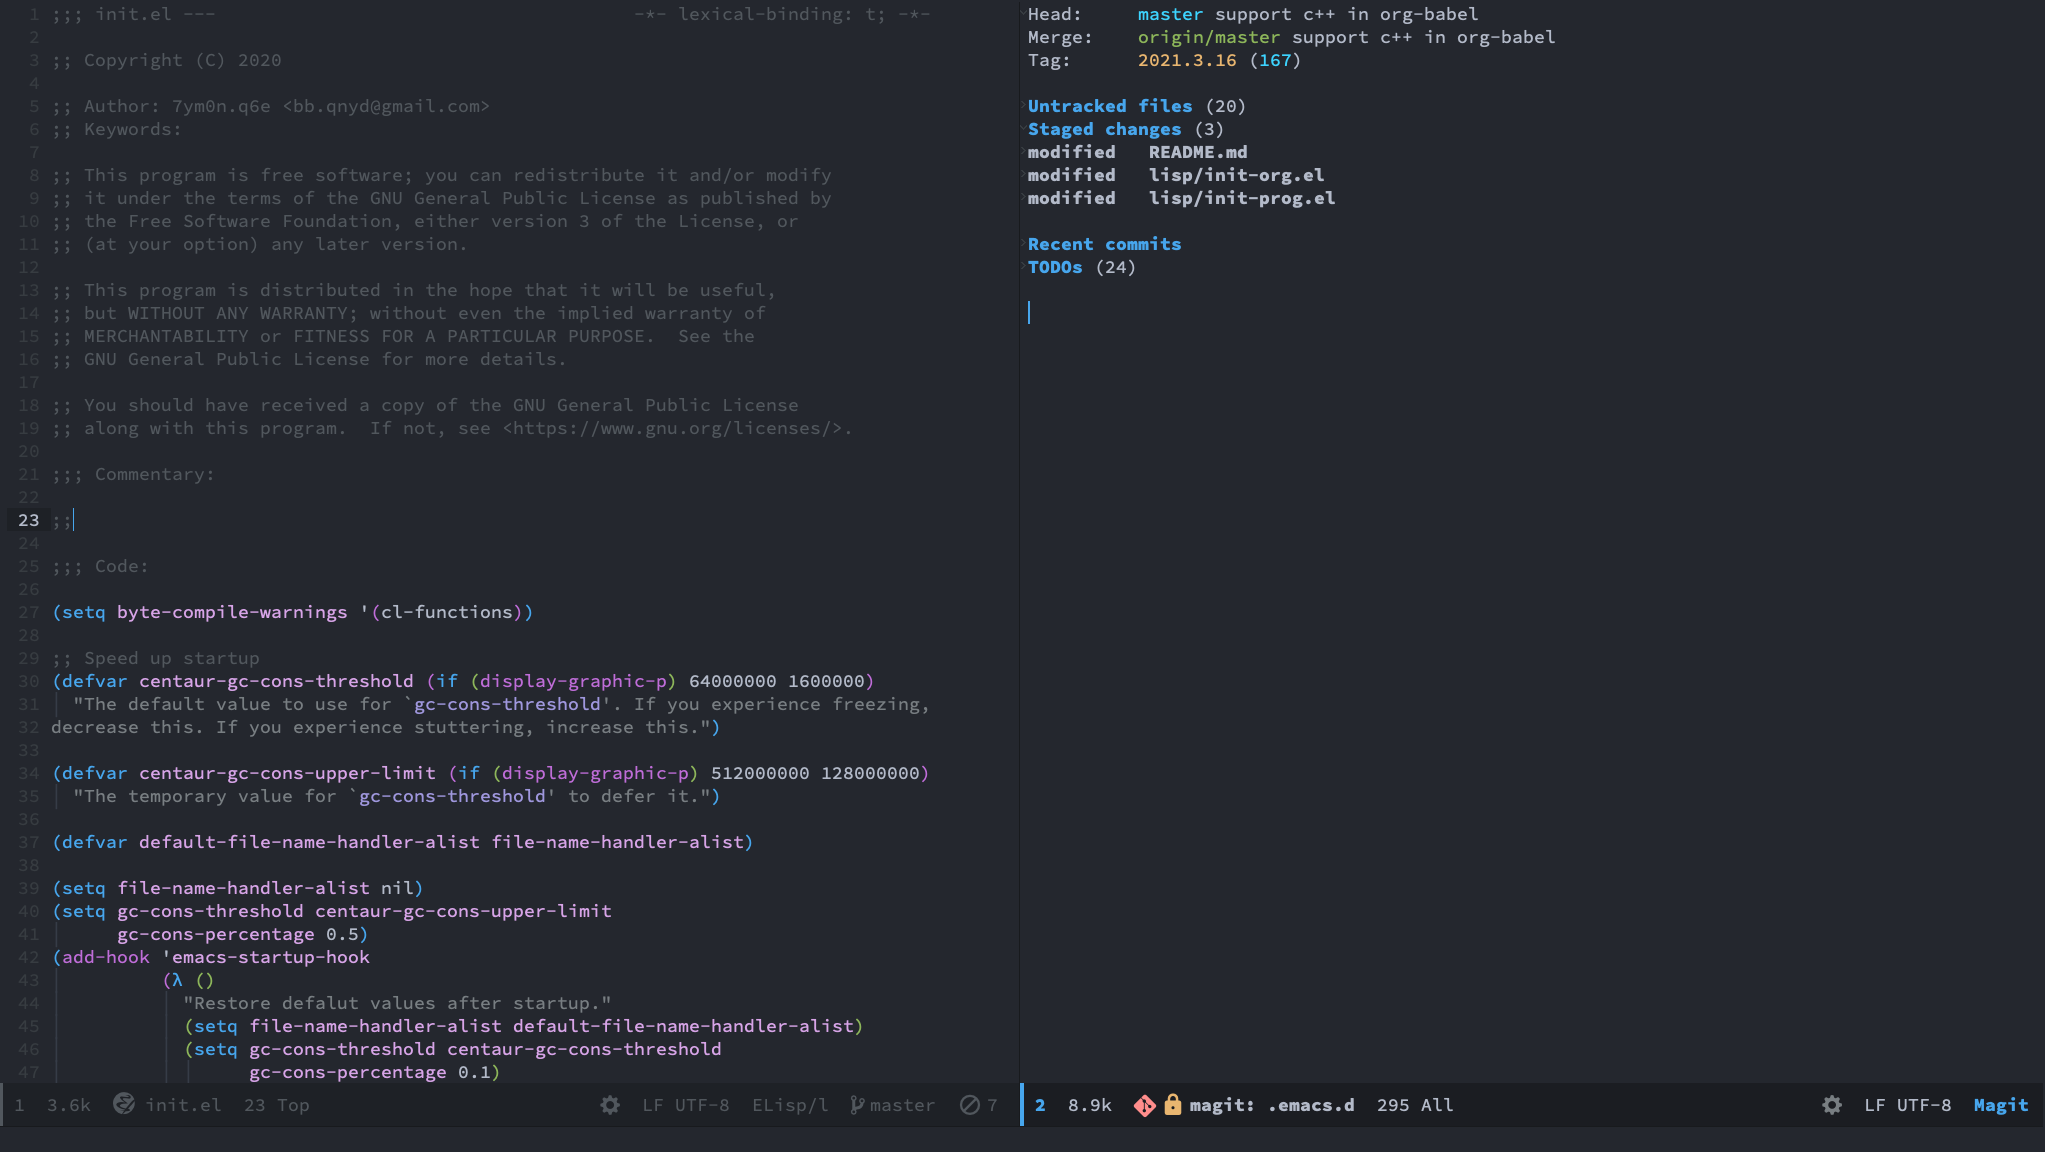 1 ;;; init.el --- -*- lexical-binding: t; -*-
2
3 ;; Copyright (C) 2020
4
5 ;; Author: 7ym0n.q6e <bb.qnyd@gmail.com>
6 ;; Keywords:
7
8 ;; This program is free software; you can redistribute it and/or modify
9 ;; it under the terms of the GNU General Public License as published by
10 ;; the Free Software Foundation, either version 3 of the License, or
11 ;; (at your option) any later version.
12
13 ;; This program is distributed in the hope that it will be useful,
14 ;; but WITHOUT ANY WARRANTY; without even the implied warranty of
15 ;; MERCHANTABILITY or FITNESS FOR A PARTICULAR PURPOSE.  See the
16 ;; GNU General Public License for more details.
17
18 ;; You should have received a copy of the GNU General Public License
19 ;; along with this program.  If not, see <https://www.gnu.org/licenses/>.
20
21 ;;; Commentary:
22
23 ;;
24
25 ;;; Code:
26
27 (setq byte-compile-warnings '(cl-functions))
28
29 ;; Speed up startup
30 (defvar centaur-gc-cons-threshold (if (display-graphic-p) 64000000 1600000)
31   "The default value to use for `gc-cons-threshold'. If you experience freezing,
32 decrease this. If you experience stuttering, increase this.")
33
34 (defvar centaur-gc-cons-upper-limit (if (display-graphic-p) 512000000 128000000)
35   "The temporary value for `gc-cons-threshold' to defer it.")
36
37 (defvar default-file-name-handler-alist file-name-handler-alist)
38
39 (setq file-name-handler-alist nil)
40 (setq gc-cons-threshold centaur-gc-cons-upper-limit
41       gc-cons-percentage 0.5)
42 (add-hook 'emacs-startup-hook
43           (λ ()
44             "Restore defalut values after startup."
45             (setq file-name-handler-alist default-file-name-handler-alist)
46             (setq gc-cons-threshold centaur-gc-cons-threshold
47                   gc-cons-percentage 0.1)
1 3.6k init.el 23 Top LF UTF-8 ELisp/l master 7
Head: master support c++ in org-babel
Merge: origin/master support c++ in org-babel
Tag: 2021.3.16 (167)
Untracked files (20)
Staged changes (3)
modified README.md
modified lisp/init-org.el
modified lisp/init-prog.el
Recent commits
TODOs (24)
2 8.9k magit: .emacs.d 295 All LF UTF-8 Magit